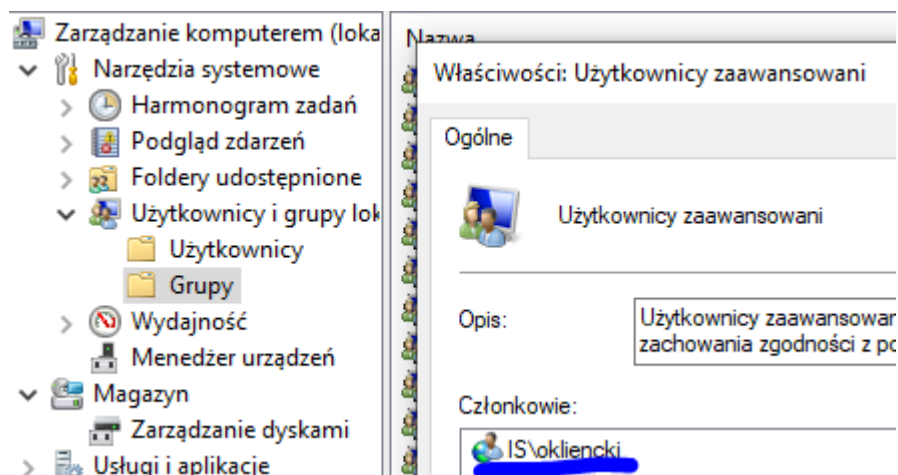 Zarządzanie komputerem (loka
Narzędzia systemowe
Harmonogram zadań
Podgląd zdarzeń
Foldery udostępnione
Użytkownicy i grupy lok
Użytkownicy
Grupy
Wydajność
Menedżer urządzeń
Magazyn
Zarządzanie dyskami
Usługi i aplikacje
Nazwa
Właściwości: Użytkownicy zaawansowani
Ogólne
Użytkownicy zaawansowani
Opis:
Użytkownicy zaawansowan
zachowania zgodności z po
Członkowie:
IS\okliencki